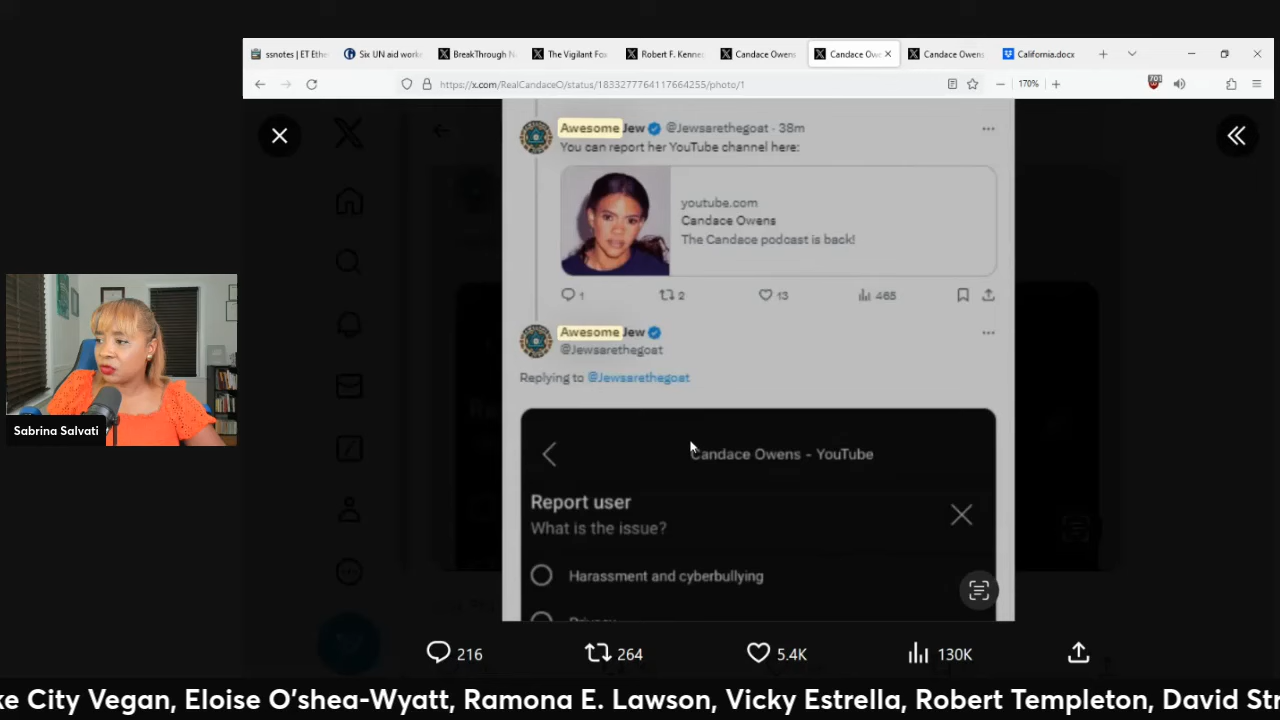 ssnotes | ET Ethe
Six UN aid worke
BreakThrough N
The Vigilant Fox
Robert F. Kenne
Candace Owens
Candace Owe
Candace Owens
California.docx
https://x.com/RealCandaceO/status/1833277764117664255/photo/1
170%
701
Awesome Jew @Jewsarethegoat · 38m
You can report her YouTube channel here:
youtube.com
Candace Owens
The Candace podcast is back!
1
2
13
465
Awesome Jew
@Jewsarethegoat
Replying to @Jewsarethegoat
Candace Owens - YouTube
Report user
What is the issue?
Harassment and cyberbullying
Privacy
216
264
5.4K
130K
Sabrina Salvati
ke City Vegan, Eloise O'shea-Wyatt, Ramona E. Lawson, Vicky Estrella, Robert Templeton, David Str